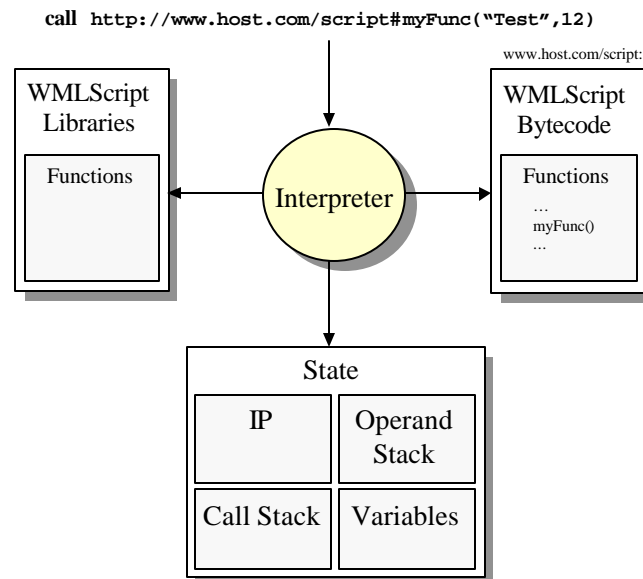 call http://www.host.com/script#myFunc(“Test”,12)
www.host.com/script:
WMLScript
Libraries
Functions
Interpreter
WMLScript
Bytecode
Functions
…
myFunc()
...
State
IP
Operand
Stack
Call Stack
Variables